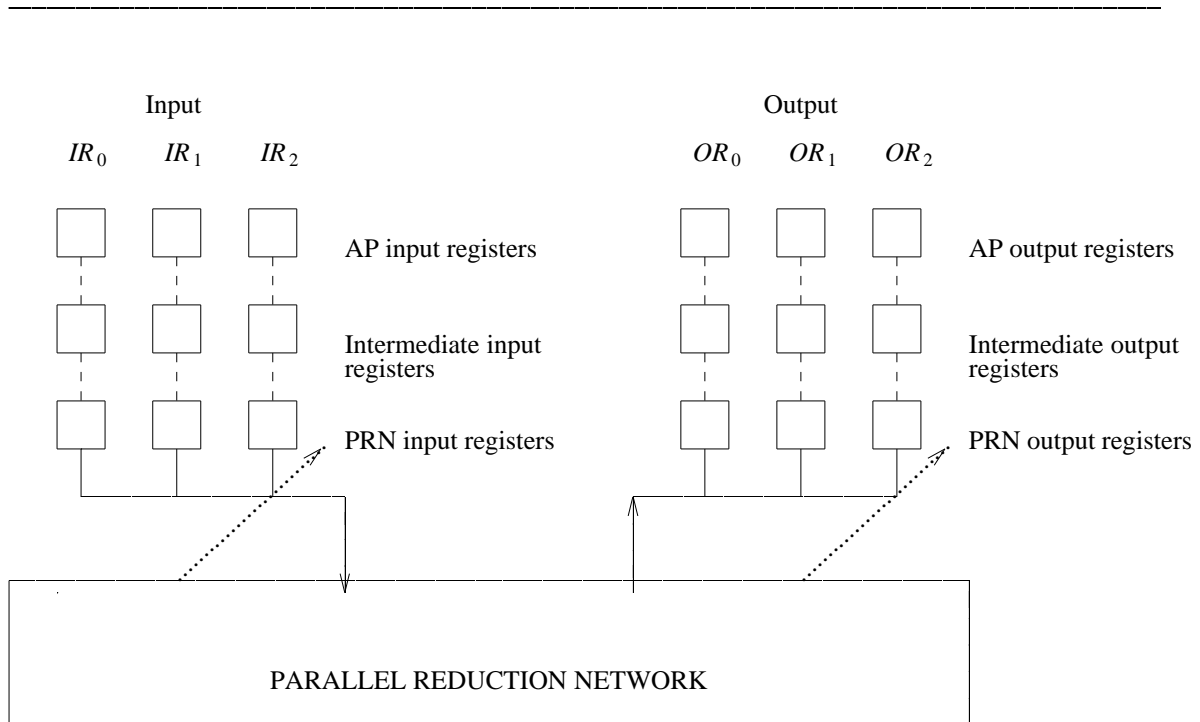 Input
Output
IR0 IR1 IR2
OR0 OR1 OR2
AP input registers
AP output registers
Intermediate input
registers
Intermediate output
registers
PRN input registers
PRN output registers
PARALLEL REDUCTION NETWORK